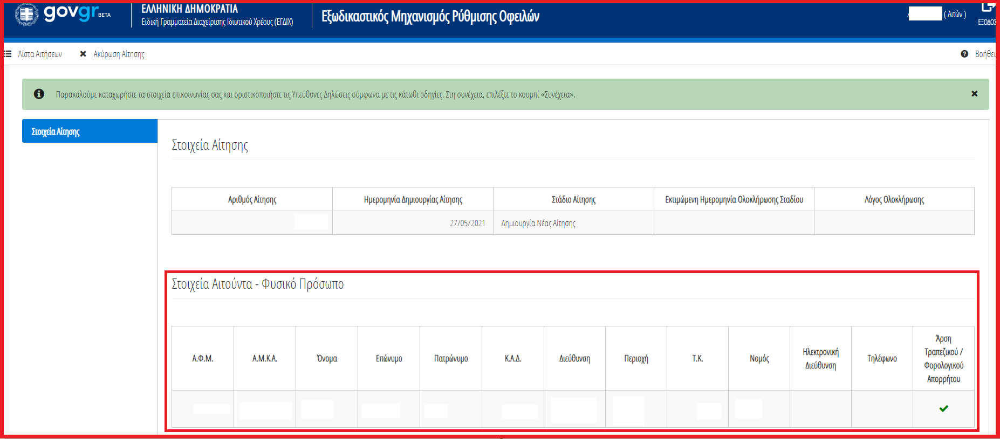 govgr BETA
ΕΛΛΗΝΙΚΗ ΔΗΜΟΚΡΑΤΙΑ
Ειδική Γραμματεία Διαχείρισης Ιδιωτικού Χρέους (ΕΓΔΙΧ)
Εξωδικαστικός Μηχανισμός Ρύθμισης Οφειλών
( Αιτών )
ΕΞΟΔΟΣ
Λίστα Αιτήσεων
Ακύρωση Αίτησης
Βοήθει
Παρακαλούμε καταχωρήστε τα στοιχεία επικοινωνίας σας και οριστικοποιήστε τις Υπεύθυνες Δηλώσεις σύμφωνα με τις κάτωθι οδηγίες. Στη συνέχεια, επιλέξτε το κουμπί «Συνέχεια».
Στοιχεία Αίτησης
Στοιχεία Αίτησης
Αριθμός Αίτησης Ημερομηνία Δημιουργίας Αίτησης Στάδιο Αίτησης Εκτιμώμενη Ημερομηνία Ολοκλήρωσης Σταδίου Λόγος Ολοκλήρωσης
27/05/2021 Δημιουργία Νέας Αίτησης
Στοιχεία Αιτούντα - Φυσικό Πρόσωπο
Α.Φ.Μ. Α.Μ.Κ.Α. Όνομα Επώνυμο Πατρώνυμο Κ.Α.Δ. Διεύθυνση Περιοχή Τ.Κ. Νομός
Ηλεκτρονική
Διεύθυνση
Τηλέφωνο
Άρση
Τραπεζικού /
Φορολογικού
Απορρήτου